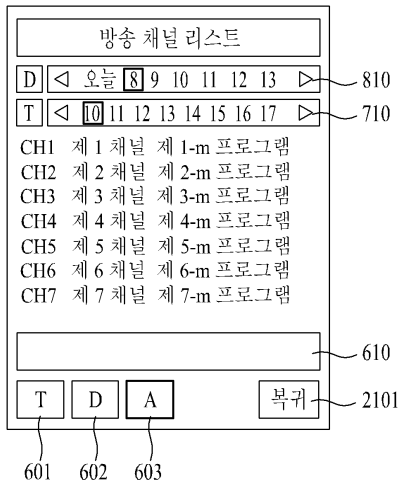 방송 채널 리스트
D ◁ 오늘 8 9 10 11 12 13 ▷ 810
T ◁ 10 11 12 13 14 15 16 17 ▷ 710
CH1 제 1 채널 제 1-m 프로그램
CH2 제 2 채널 제 2-m 프로그램
CH3 제 3 채널 제 3-m 프로그램
CH4 제 4 채널 제 4-m 프로그램
CH5 제 5 채널 제 5-m 프로그램
CH6 제 6 채널 제 6-m 프로그램
CH7 제 7 채널 제 7-m 프로그램
610
T D A 복귀 2101
601 602 603